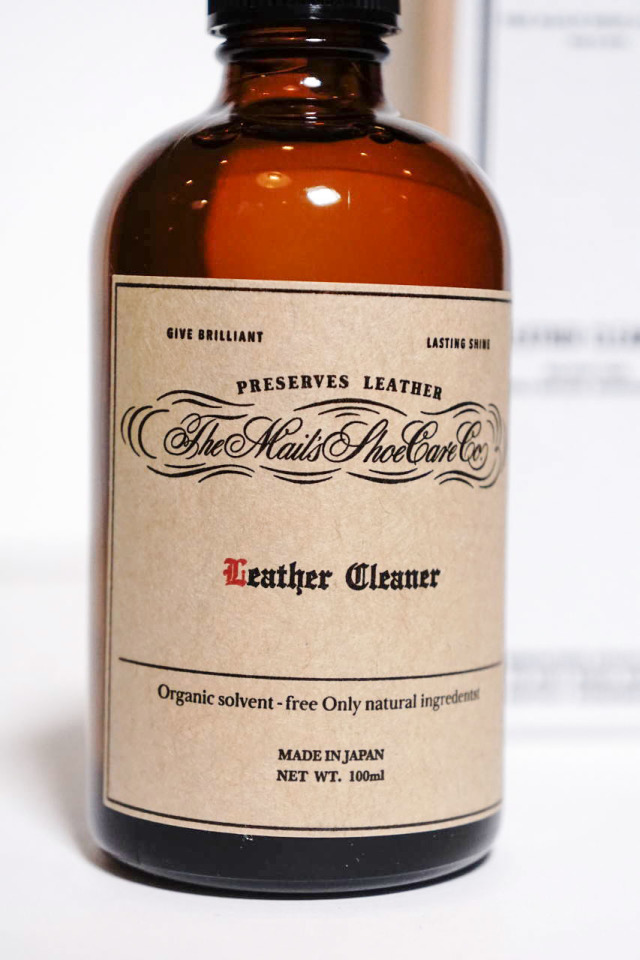 GIVE BRILLIANT
LASTING SHINE
PRESERVES LEATHER
The Mail's Shoe Care Co.
Leather Cleaner
Organic solvent-free Only natural ingredentst
MADE IN JAPAN
NET WT. 100ml